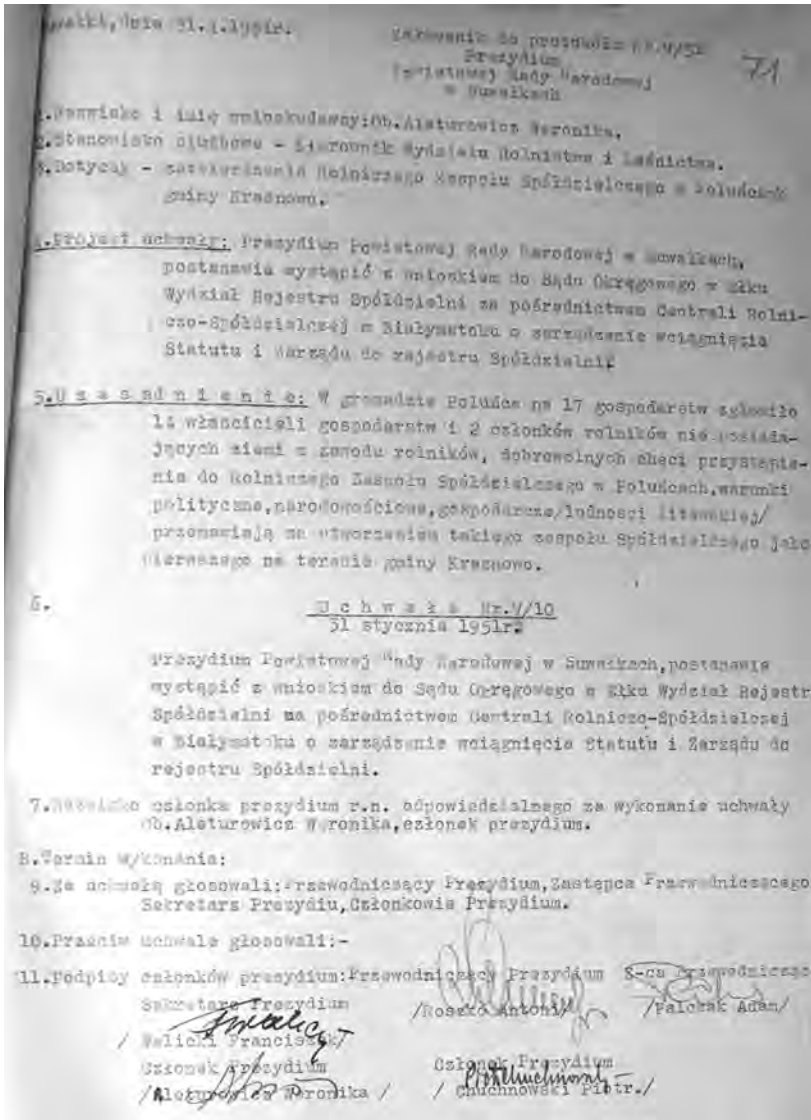 Suwałki, dnia 31.1.1951r.
Załącznik do protokółu Nr.V/51
71
Prezydium
Powiatowej Rady Narodowej
w Suwałkach
1.Nazwisko i imię wnioskodawcy:Ob.Aleturowicz Weronika.
2.Stanowisko służbowe - Kierownik Wydziału Rolnictwa i Leśnictwa.
3.Dotyczy - zatwierdzenia Rolniczego Zespołu Spółdzielczego w Poluńcach
gminy Krasnowo.
4.Projekt uchwały: Prezydium Powiatowej Rady Narodowej w Suwałkach,
postanawia wystąpić z wnioskiem do Sądu Okręgowego w Ełku
Wydział Rejestru Spółdzielni za pośrednictwem Centrali Rolni-
czo-Spółdzielczej w Białymstoku o zarządzenie wciągnięcia
Statutu i Zarządu do rejestru Spółdzielni.
5.U z a s a d n i e n i e: W gromadzie Poluńce na 17 gospodarstw zgłosiło
właścicieli gospodarstw i 2 członków rolników nie posiada-
jących ziemi z zawodu rolników, dobrowolnych chęci przystąpie-
nia do Rolniczego Zespołu Spółdzielczego w Poluńcach,warunki
polityczne,narodowościowe,gospodarcze/ludności litewskiej/
przemawiają za utworzeniem takiego zespołu Spółdzielczego jako
pierwszego na terenie gminy Krasnowo.
6. U c h w a ł a Nr.V/10
31 stycznia 1951r.
Prezydium Powiatowej Rady Narodowej w Suwałkach,postanawia
wystąpić z wnioskiem do Sądu Okręgowego w Ełku Wydział Rejestr
Spółdzielni za pośrednictwem Centrali Rolniczo-Spółdzielczej
w Białymstoku o zarządzenie wciągnięcia Statutu i Zarządu do
rejestru Spółdzielni.
7.Nazwisko członka prezydium r.n. odpowiedzialnego za wykonanie uchwały
Ob.Aleturowicz Weronika,członek prezydium.
8.Termin wykonania:
9.Za uchwałą głosowali:Przewodniczący Prezydium,Zastępca Przewodniczącego
Sekretarz Prezydiu,Członkowie Prezydium.
10.Przeciw uchwale głosowali:-
11.Podpisy członków prezydium:Przewodniczący Prezydium Z-ca Przewodnicząc
Sekretarz Prezydium /Roszko Antoni/ /Falczak Adam/
/ Walicki Franciszek/
Członek Prezydium Członek Prezydium
/Aleturowicz Weronika / / Chuchnowski Piotr./